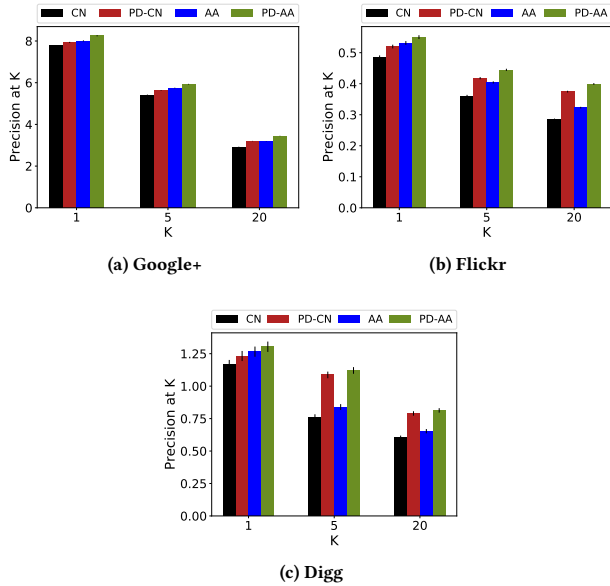 CN PD-CN AA PD-AA
8
6
4
2
0
Precision at K
1 5 20
K
(a) Google+
CN PD-CN AA PD-AA
0.5
0.4
0.3
0.2
0.1
0.0
Precision at K
1 5 20
K
(b) Flickr
CN PD-CN AA PD-AA
1.25
1.00
0.75
0.50
0.25
0.00
Precision at K
1 5 20
K
(c) Digg